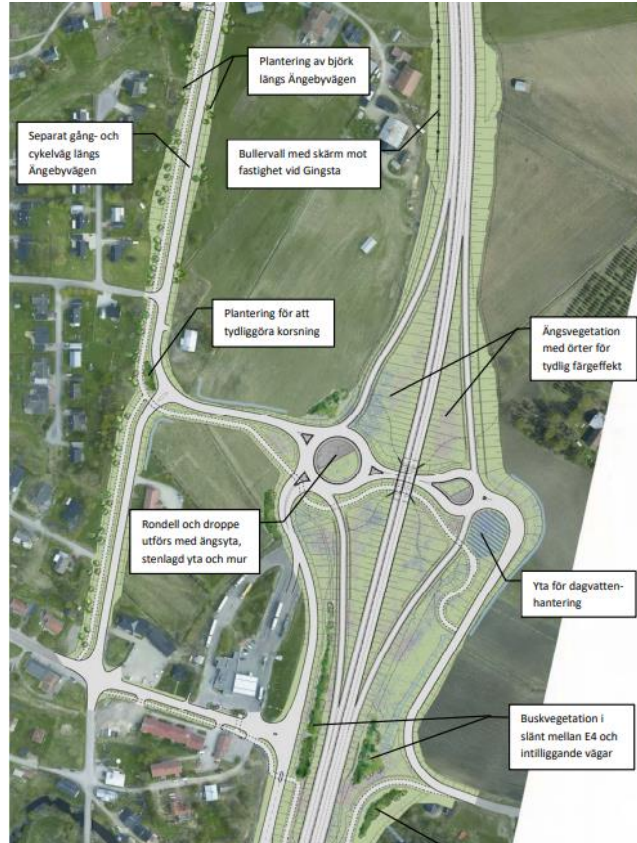 Plantering av björk
längs Ängebyvägen
Separat gång- och
cykelväg längs
Ängebyvägen
Bullervall med skärm mot
fastighet vid Gingsta
Plantering för att
tydliggöra korsning
Ängsvegetation
med örter för
tydlig färgeffekt
Rondell och droppe
utförs med ängsyta,
stenlagd yta och mur
Yta för dagvatten-
hantering
Buskvegetation i
slänt mellan E4 och
intilliggande vägar